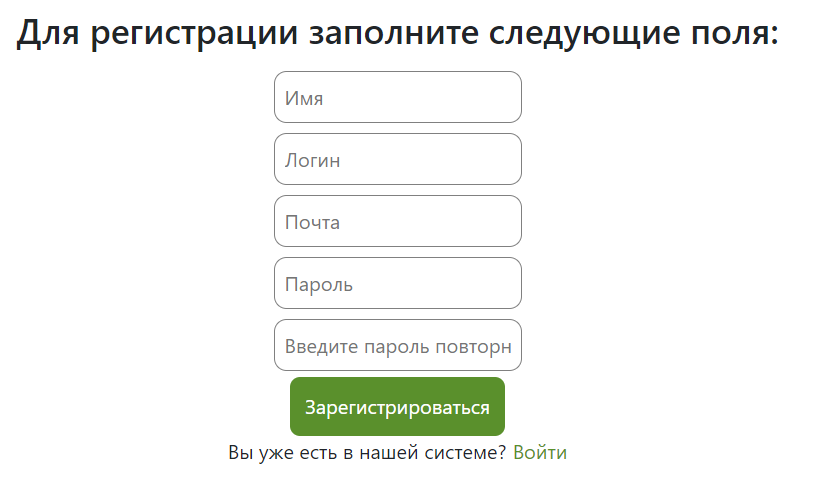 Для регистрации заполните следующие поля:
Имя
Логин
Почта
Пароль
Введите пароль повторн
Зарегистрироваться
Вы уже есть в нашей системе? Войти